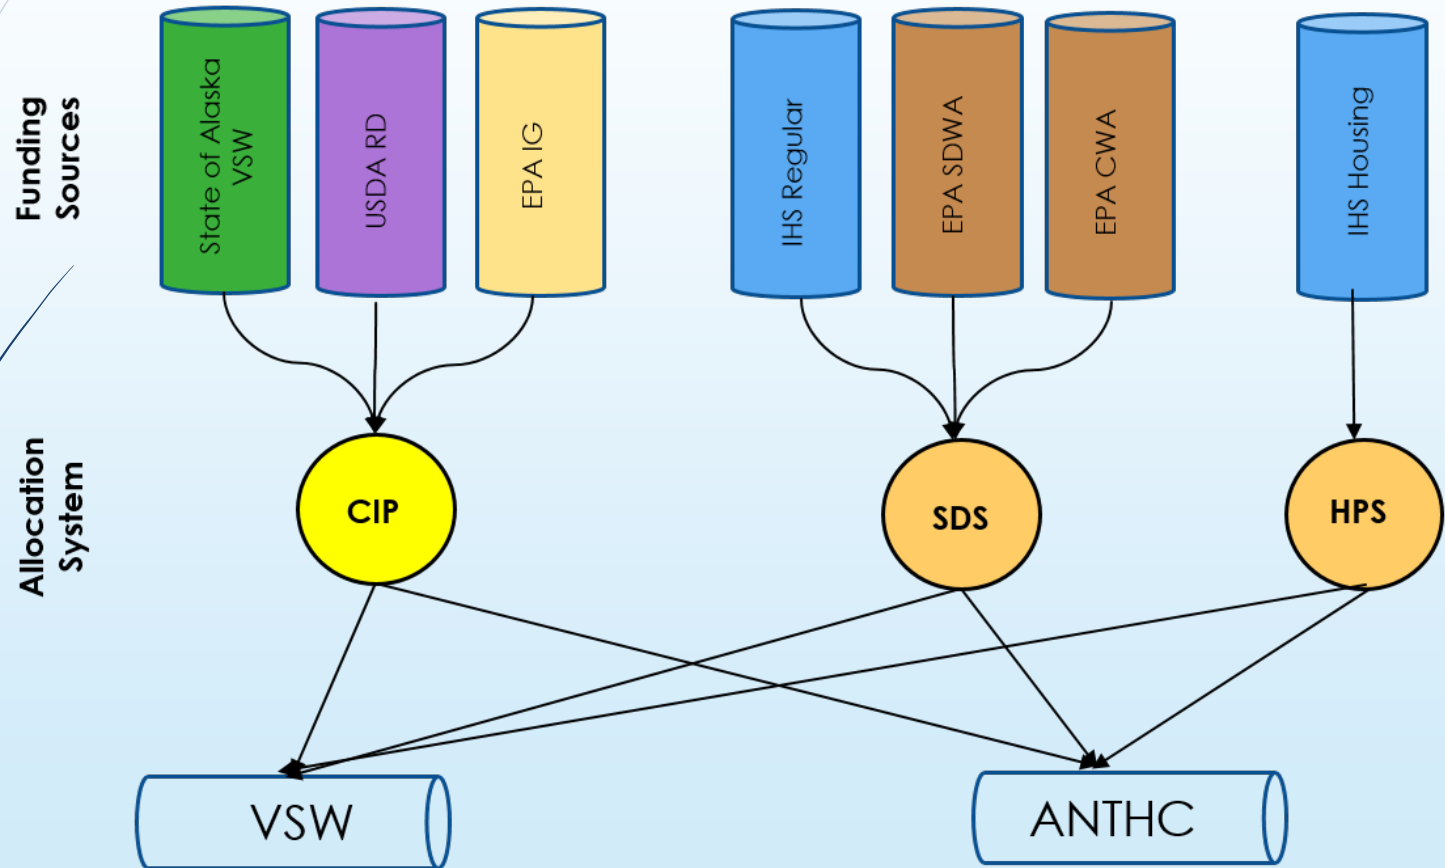 Funding
Sources
State of Alaska
VSW
USDA RD
EPA IG
IHS Regular
EPA SDWA
EPA CWA
IHS Housing
Allocation
System
CIP
SDS
HPS
VSW
ANTHC